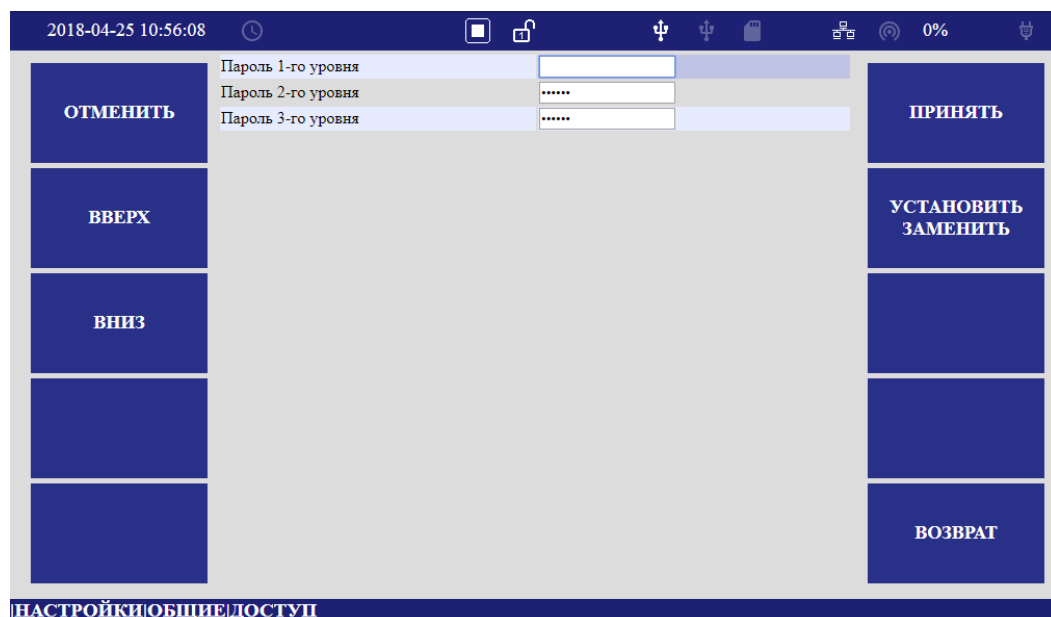 2018-04-25 10:56:08 1 0%
Пароль 1-го уровня
Пароль 2-го уровня ••••••
Пароль 3-го уровня ••••••
ОТМЕНИТЬ
ВВЕРХ
ВНИЗ
ПРИНЯТЬ
УСТАНОВИТЬ
ЗАМЕНИТЬ
ВОЗВРАТ
|НАСТРОЙКИ|ОБЩИЕ|ДОСТУП